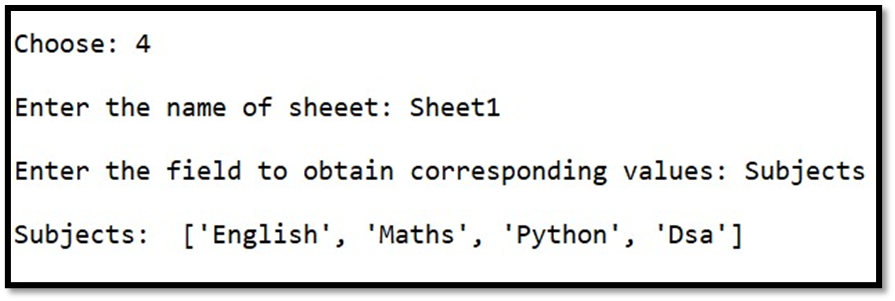 Choose: 4
Enter the name of sheeet: Sheet1
Enter the field to obtain corresponding values: Subjects
Subjects:  ['English', 'Maths', 'Python', 'Dsa']